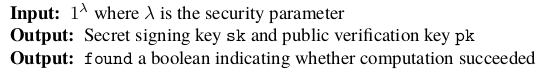 Input: 1^λ where λ is the security parameter
Output: Secret signing key sk and public verification key pk
Output: found a boolean indicating whether computation succeeded